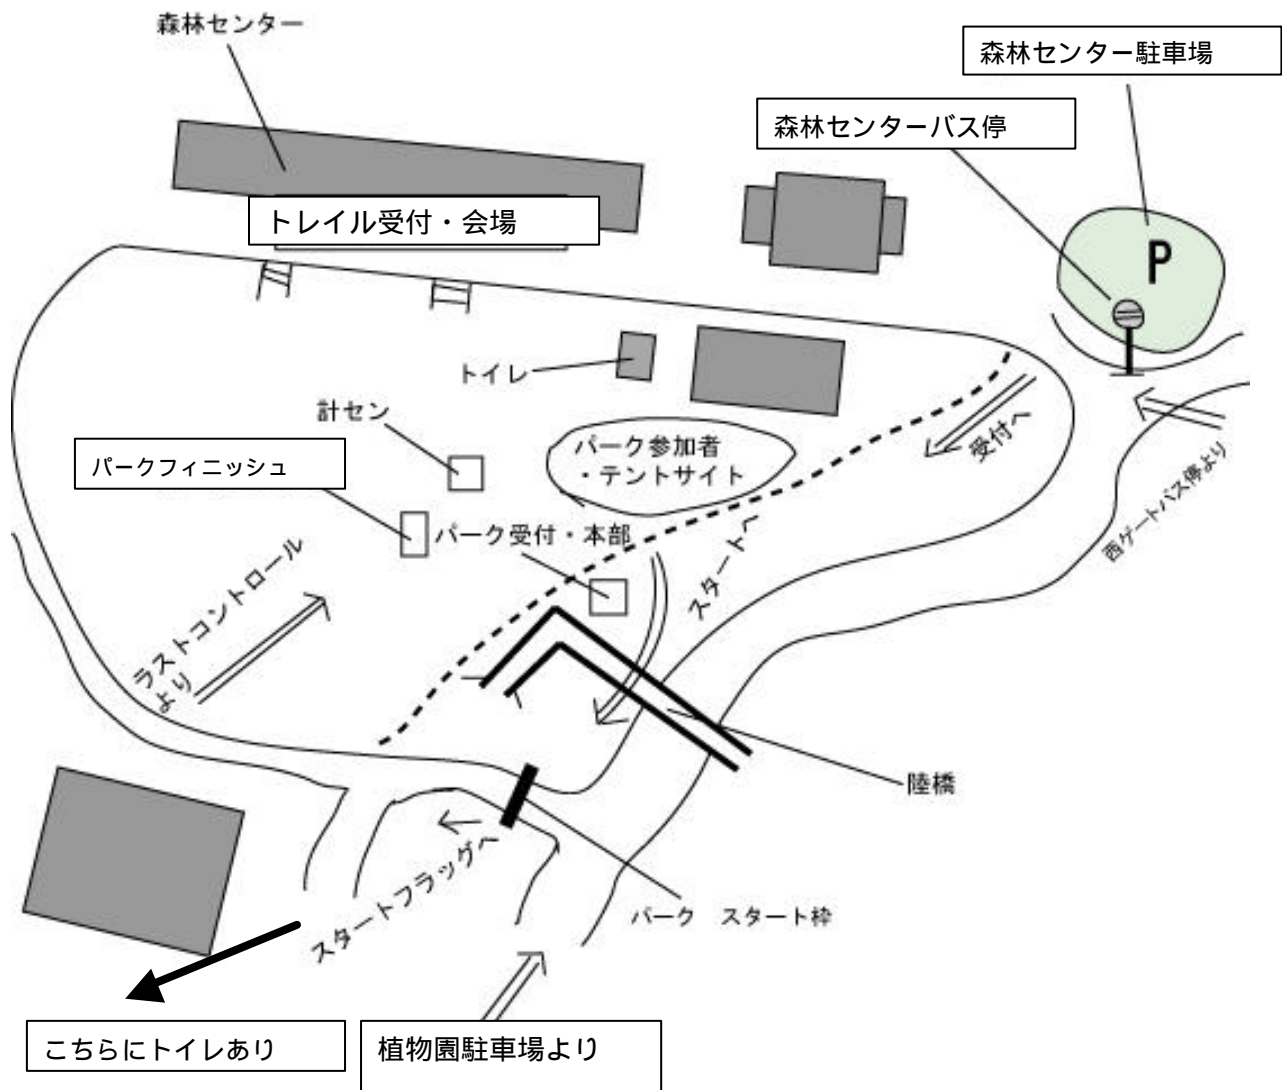 森林センター
森林センター駐車場
森林センターバス停
トレイル受付・会場
P
トイレ
計セン
パーク参加者
・テントサイト
受付へ
パークフィニッシュ
西ゲートバス停より
パーク受付・本部
スタートへ
ラストコントロール
より
陸橋
スタートフラッグへ
パーク　スタート枠
こちらにトイレあり
植物園駐車場より